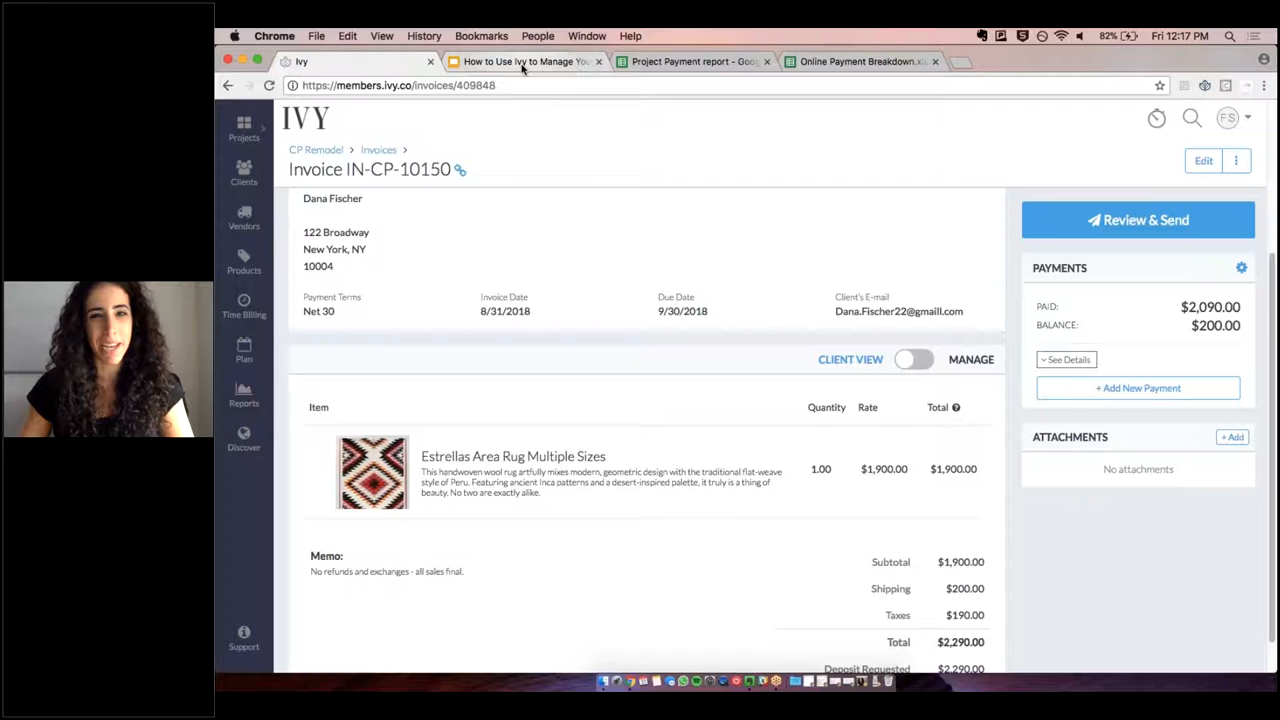 Chrome File Edit View History Bookmarks People Window Help 82% Fri 12:17 PM
Ivy
How to Use Ivy to Manage You
Project Payment report - Goog
Online Payment Breakdown.xl
https://members.ivy.co/invoices/409848
Projects
Clients
Vendors
Products
Time Billing
Plan
Reports
Discover
Support
IVY
FS
CP Remodel > Invoices >
Invoice IN-CP-10150
Edit
Dana Fischer
122 Broadway
New York, NY
10004
Payment Terms Invoice Date Due Date Client's E-mail
Net 30 8/31/2018 9/30/2018 Dana.Fischer22@gmaill.com
CLIENT VIEW MANAGE
Item Quantity Rate Total
Estrellas Area Rug Multiple Sizes
This handwoven wool rug artfully mixes modern, geometric design with the traditional flat-weave
style of Peru. Featuring ancient Inca patterns and a desert-inspired palette, it truly is a thing of
beauty. No two are exactly alike.
1.00 $1,900.00 $1,900.00
Memo:
No refunds and exchanges - all sales final.
Subtotal $1,900.00
Shipping $200.00
Taxes $190.00
Total $2,290.00
Deposit Requested $2,290.00
Review & Send
PAYMENTS
PAID: $2,090.00
BALANCE: $200.00
See Details
+ Add New Payment
ATTACHMENTS
+ Add
No attachments